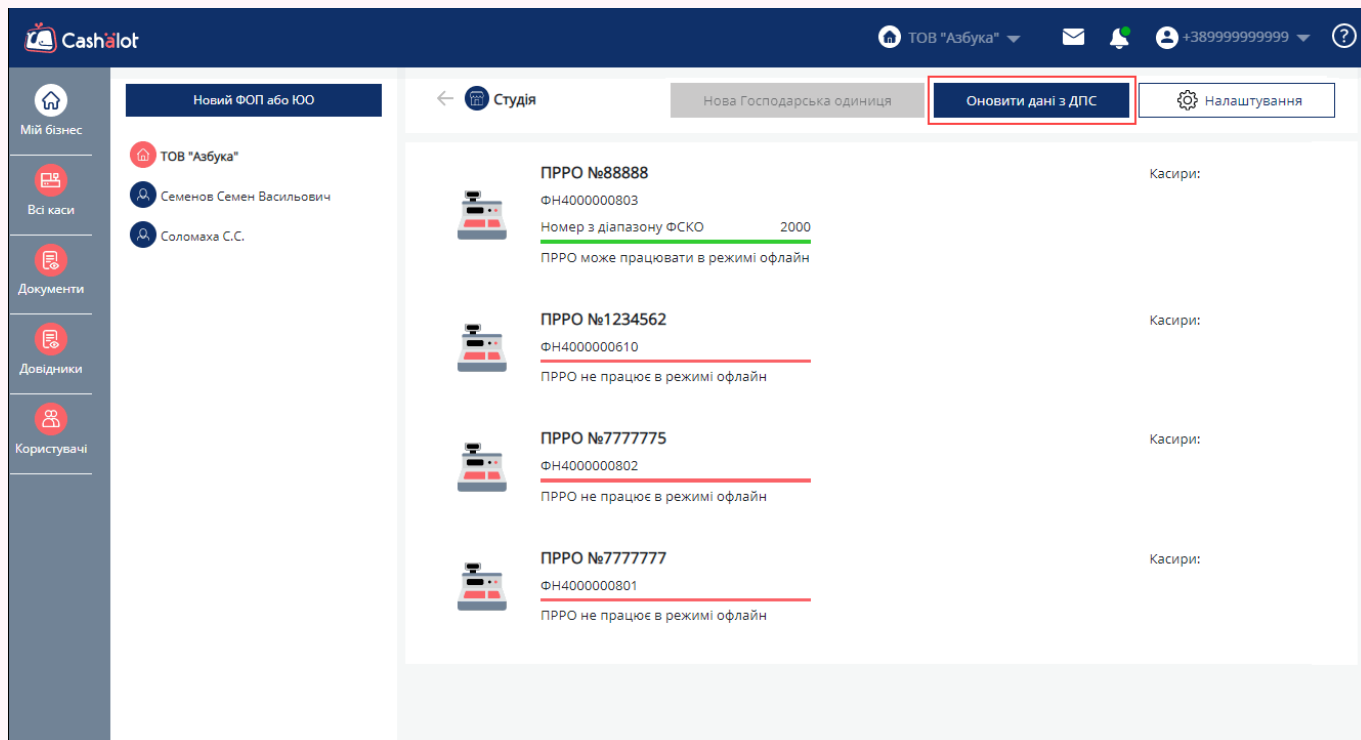 Cashälot
ТОВ "Азбука"
+389999999999
?
Мій бізнес
Всі каси
Документи
Довідники
Користувачі
Новий ФОП або ЮО
ТОВ "Азбука"
Семенов Семен Васильович
Соломаха С.С.
Студія
Нова Господарська одиниця
Оновити дані з ДПС
Налаштування
ПРРО №88888
Касири:
ФН4000000803
Номер з діапазону ФСКО 2000
ПРРО може працювати в режимі офлайн
ПРРО №1234562
Касири:
ФН4000000610
ПРРО не працює в режимі офлайн
ПРРО №7777775
Касири:
ФН4000000802
ПРРО не працює в режимі офлайн
ПРРО №7777777
Касири:
ФН4000000801
ПРРО не працює в режимі офлайн